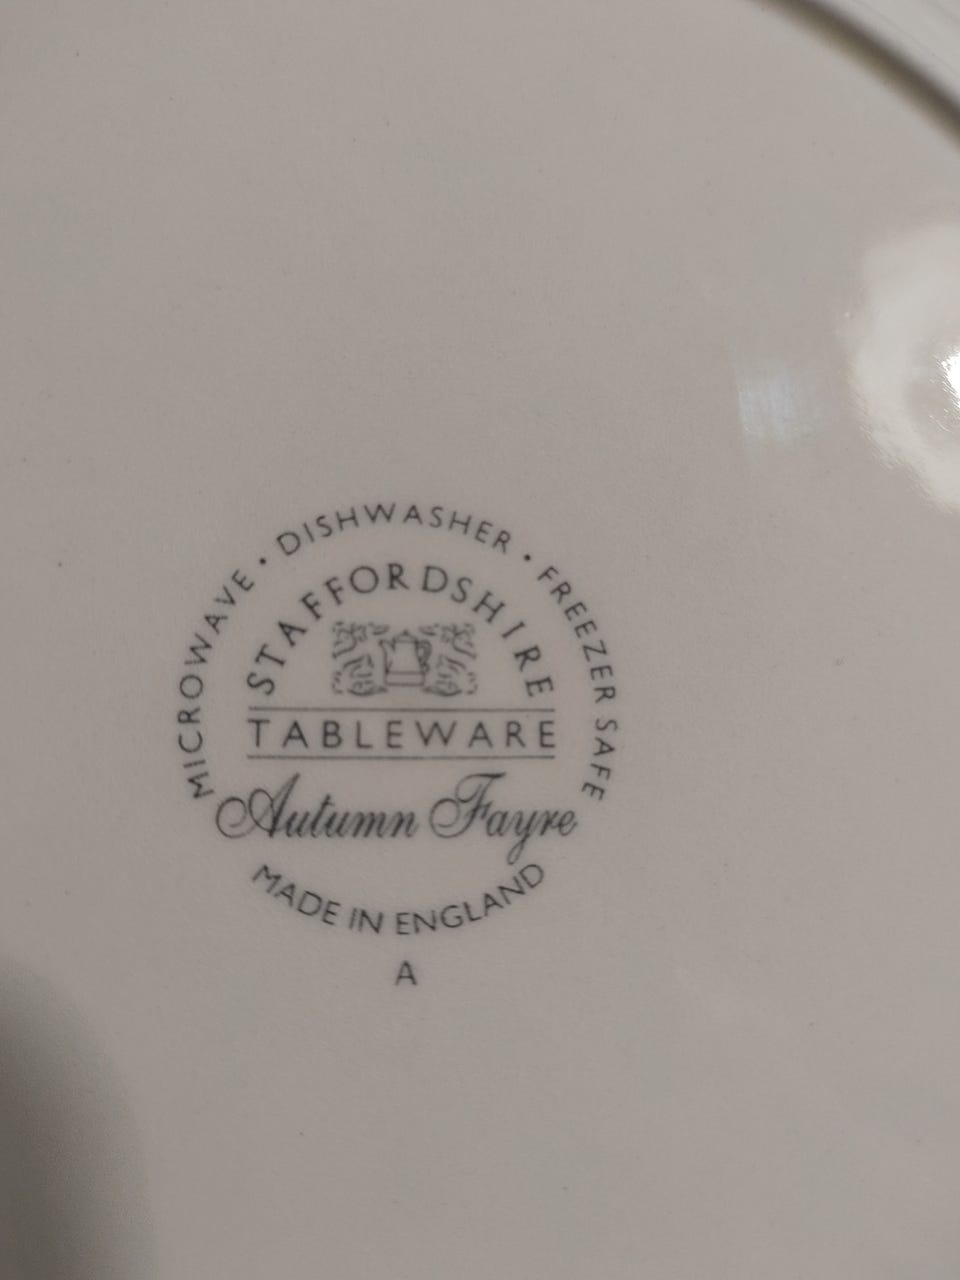 MICROWAVE · DISHWASHER · FREEZER SAFE
STAFFORDSHIRE
TABLEWARE
Autumn Fayre
MADE IN ENGLAND
A